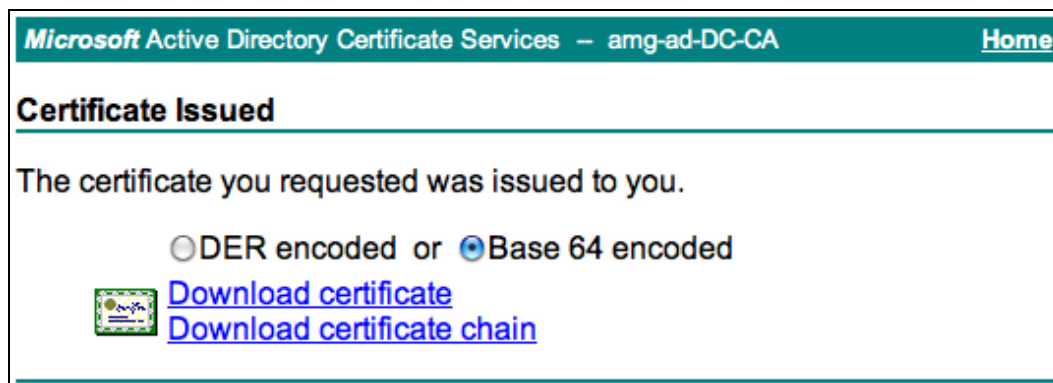 Microsoft Active Directory Certificate Services -- amg-ad-DC-CA Home
Certificate Issued
The certificate you requested was issued to you.
DER encoded or Base 64 encoded
Download certificate
Download certificate chain